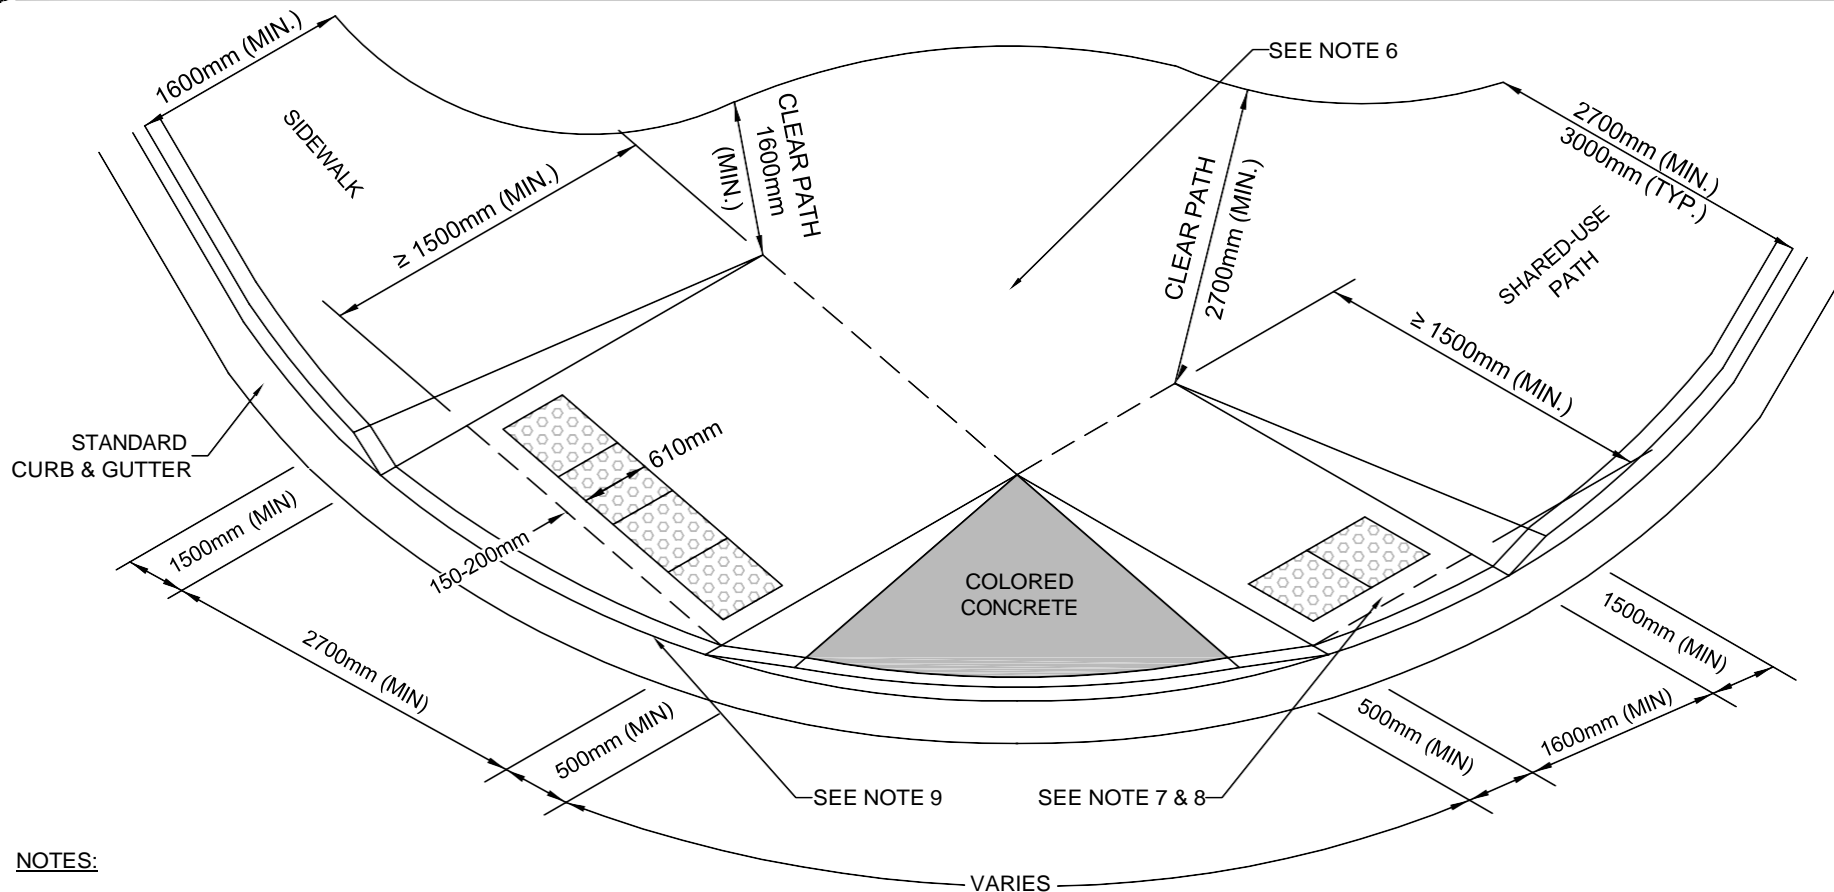 1600mm (MIN.)
SIDEWALK
≥ 1500mm (MIN.)
CLEAR PATH
1600mm
(MIN.)
SEE NOTE 6
CLEAR PATH
2700mm (MIN.)
2700mm (MIN.)
3000mm (TYP.)
SHARED-USE
PATH
≥ 1500mm (MIN.)
STANDARD
CURB & GUTTER
610mm
150-200mm
COLORED
CONCRETE
1500mm (MIN)
2700mm (MIN)
500mm (MIN)
1500mm (MIN)
1600mm (MIN)
500mm (MIN)
SEE NOTE 9
SEE NOTE 7 & 8
NOTES:
VARIES